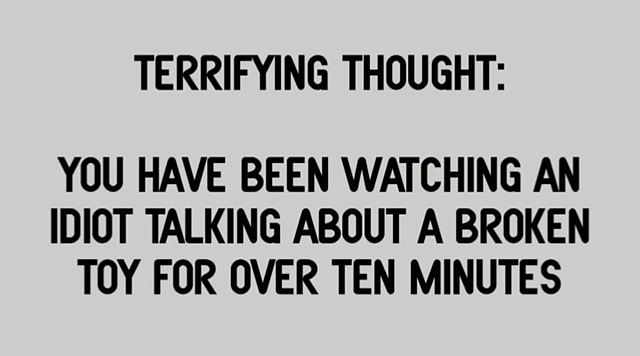 TERRIFYING THOUGHT:
YOU HAVE BEEN WATCHING AN
IDIOT TALKING ABOUT A BROKEN
TOY FOR OVER TEN MINUTES